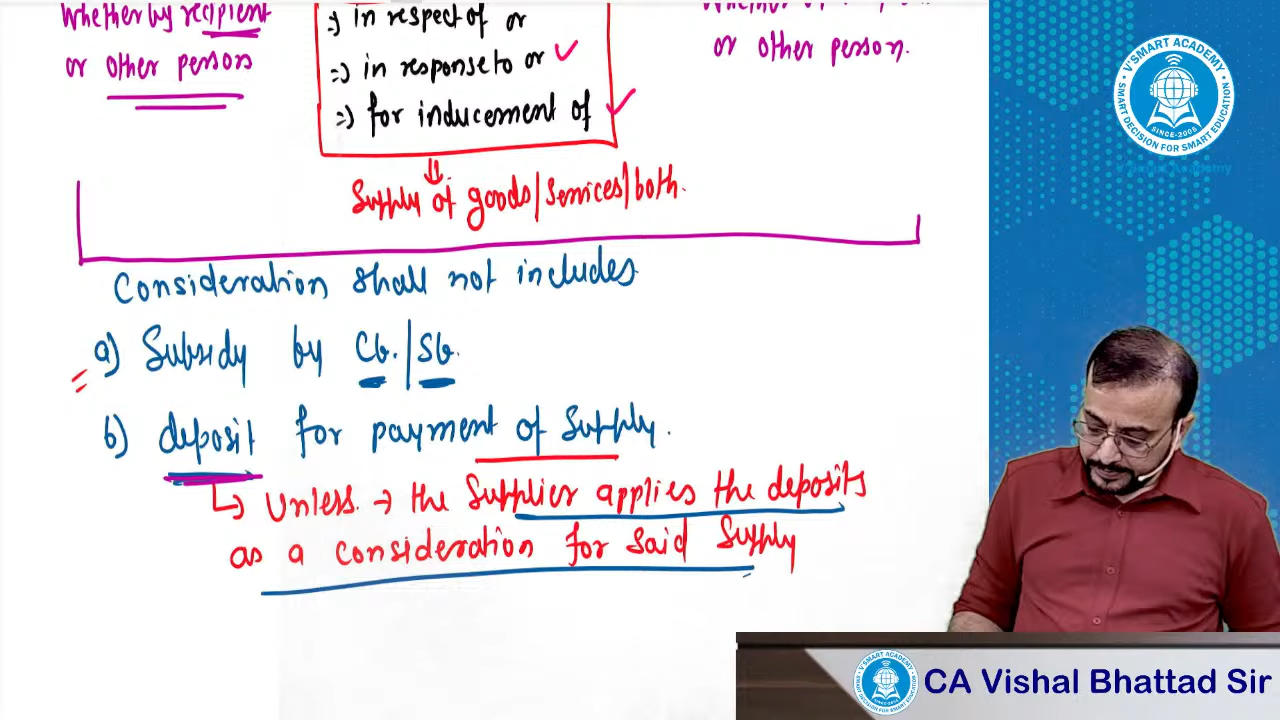 Whether by recipient
or other person
=) in respect of or
=) in response to or ✓
=) for inducement of ✓
or other person.
Supply of goods/services/both.
Consideration shall not includes
a) Subsidy by CG./SG.
b) deposit for payment of supply.
↳ Unless → the supplier applies the deposits
as a consideration for said supply
V'SMART ACADEMY
SMART DECISION FOR SMART EDUCATION
SINCE-2006
CA Vishal Bhattad Sir